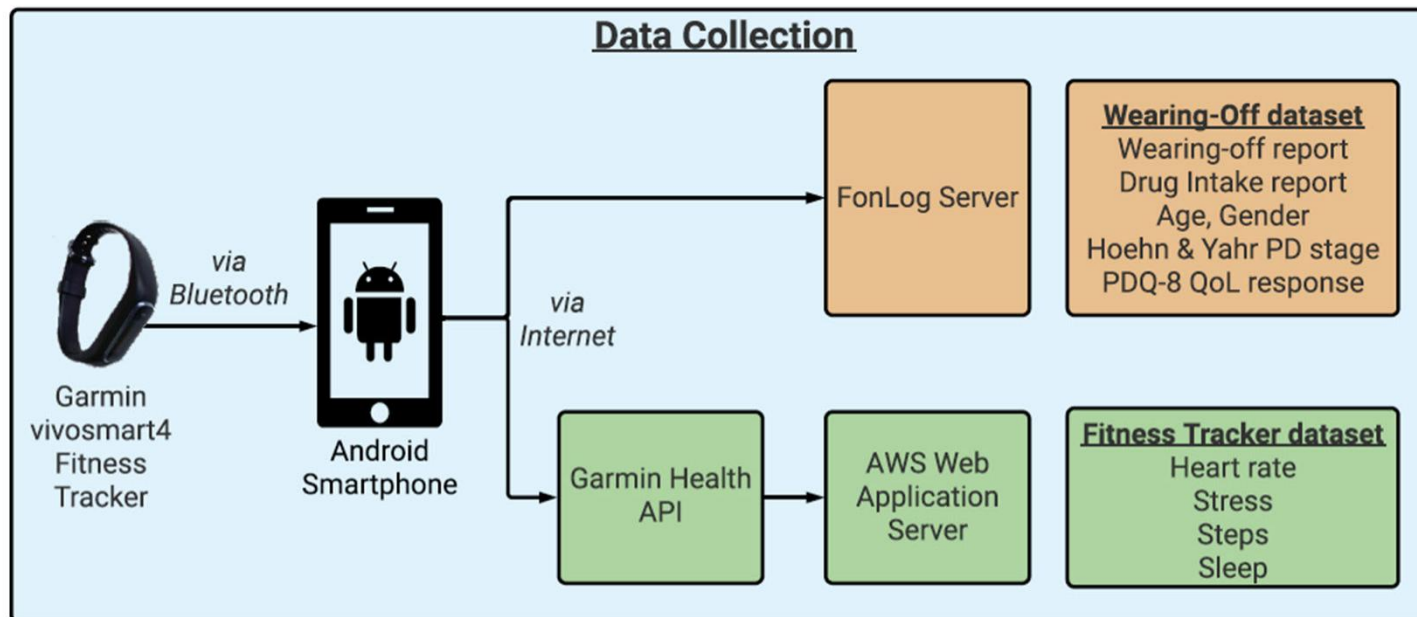 Data Collection
Garmin
vivosmart4
Fitness
Tracker
via
Bluetooth
Android
Smartphone
via
Internet
FonLog Server
Wearing-Off dataset
Wearing-off report
Drug Intake report
Age, Gender
Hoehn & Yahr PD stage
PDQ-8 QoL response
Garmin Health
API
AWS Web
Application
Server
Fitness Tracker dataset
Heart rate
Stress
Steps
Sleep